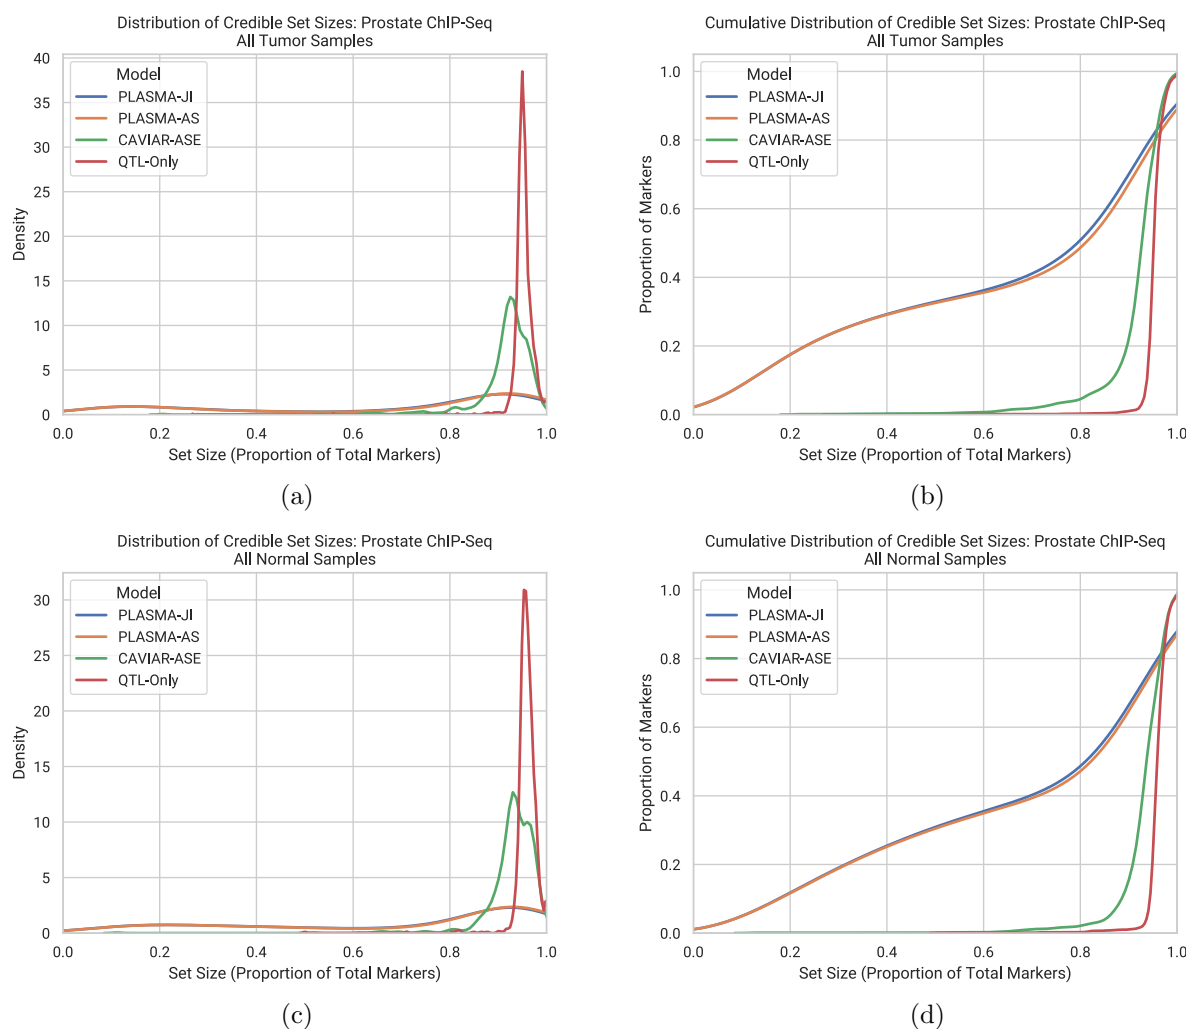 Distribution of Credible Set Sizes: Prostate ChIP-Seq
All Tumor Samples
40
35
30
25
20
15
10
5
0
Density
Model
PLASMA-JI
PLASMA-AS
CAVIAR-ASE
QTL-Only
0.0 0.2 0.4 0.6 0.8 1.0
Set Size (Proportion of Total Markers)
(a)
Cumulative Distribution of Credible Set Sizes: Prostate ChIP-Seq
All Tumor Samples
1.0
0.8
0.6
0.4
0.2
0.0
Proportion of Markers
Model
PLASMA-JI
PLASMA-AS
CAVIAR-ASE
QTL-Only
0.0 0.2 0.4 0.6 0.8 1.0
Set Size (Proportion of Total Markers)
(b)
Distribution of Credible Set Sizes: Prostate ChIP-Seq
All Normal Samples
30
25
20
15
10
5
0
Density
Model
PLASMA-JI
PLASMA-AS
CAVIAR-ASE
QTL-Only
0.0 0.2 0.4 0.6 0.8 1.0
Set Size (Proportion of Total Markers)
(c)
Cumulative Distribution of Credible Set Sizes: Prostate ChIP-Seq
All Normal Samples
1.0
0.8
0.6
0.4
0.2
0.0
Proportion of Markers
Model
PLASMA-JI
PLASMA-AS
CAVIAR-ASE
QTL-Only
0.0 0.2 0.4 0.6 0.8 1.0
Set Size (Proportion of Total Markers)
(d)